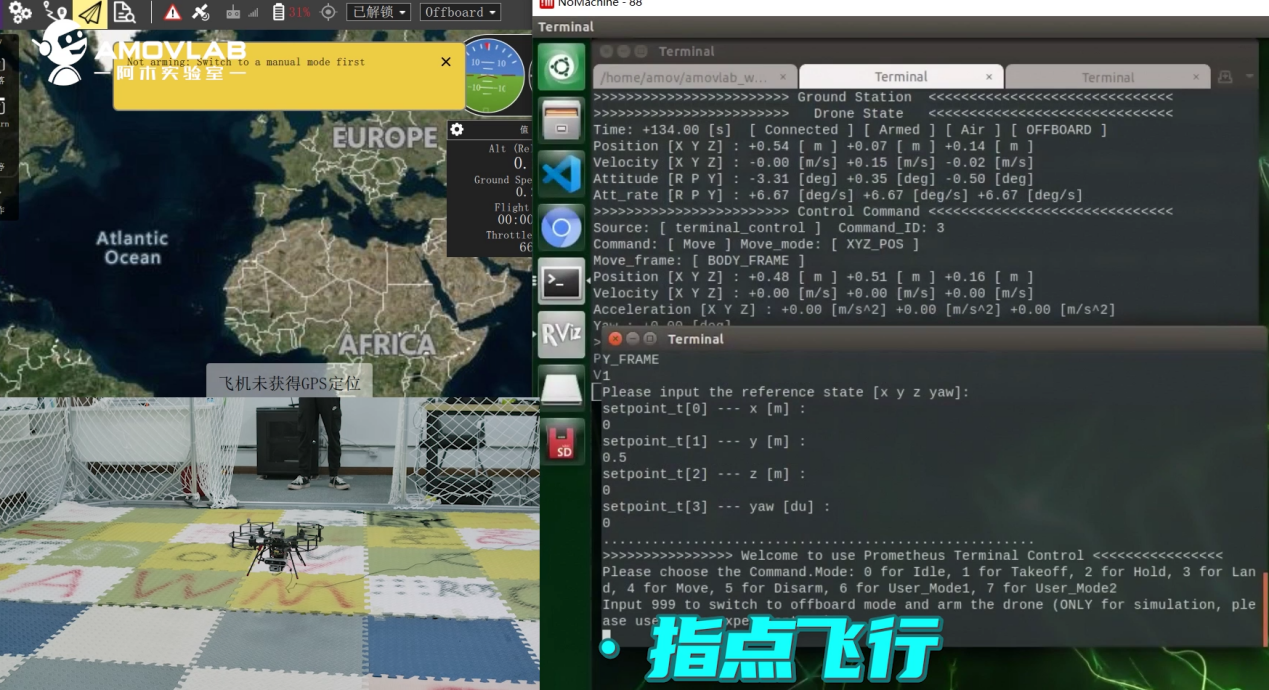 31%
已解锁
Offboard
AMOVLAB
阿木实验室
Not arming: Switch to a manual mode first
EUROPE
Atlantic
Ocean
AFRICA
10
10
-10
值
Alt (Re
0.
Ground Spe
0.
Flight
00:00
Throttle
66
飞机未获得GPS定位
NoMachine - 88
Terminal
Terminal
/home/amov/amovlab_w...
Terminal
Terminal
>>>>>>>>>>>>>>>>>>>>>>>> Ground Station <<<<<<<<<<<<<<<<<<<<<<<<<<<<<<
>>>>>>>>>>>>>>>>>>>>>>>> Drone State <<<<<<<<<<<<<<<<<<<<<<<<<<<<<<
Time: +134.00 [s] [ Connected ] [ Armed ] [ Air ] [ OFFBOARD ]
Position [X Y Z] : +0.54 [ m ] +0.07 [ m ] +0.14 [ m ]
Velocity [X Y Z] : -0.00 [m/s] +0.15 [m/s] -0.02 [m/s]
Attitude [R P Y] : -3.31 [deg] +0.35 [deg] -0.50 [deg]
Att_rate [R P Y] : +6.67 [deg/s] +6.67 [deg/s] +6.67 [deg/s]
>>>>>>>>>>>>>>>>>>>>>>>> Control Command <<<<<<<<<<<<<<<<<<<<<<<<<<<<<<
Source: [ terminal_control ] Command_ID: 3
Command: [ Move ] Move_mode: [ XYZ_POS ]
Move_frame: [ BODY_FRAME ]
Position [X Y Z] : +0.48 [ m ] +0.51 [ m ] +0.16 [ m ]
Velocity [X Y Z] : +0.00 [m/s] +0.00 [m/s] +0.00 [m/s]
Acceleration [X Y Z] : +0.00 [m/s^2] +0.00 [m/s^2] +0.00 [m/s^2]
Yaw : +0.00 [deg]
Terminal
Y_FRAME
1
Please input the reference state [x y z yaw]:
setpoint_t[0] --- x [m] :
0
setpoint_t[1] --- y [m] :
0.5
setpoint_t[2] --- z [m] :
0
setpoint_t[3] --- yaw [du] :
0
....................................................
>>>>>>>>>>>>>>>> Welcome to use Prometheus Terminal Control <<<<<<<<<<<<<<<<
Please choose the Command.Mode: 0 for Idle, 1 for Takeoff, 2 for Hold, 3 for Lan
d, 4 for Move, 5 for Disarm, 6 for User_Mode1, 7 for User_Mode2
Input 999 to switch to offboard mode and arm the drone (ONLY for simulation, ple
ase use
RViz
SD
• 指点飞行